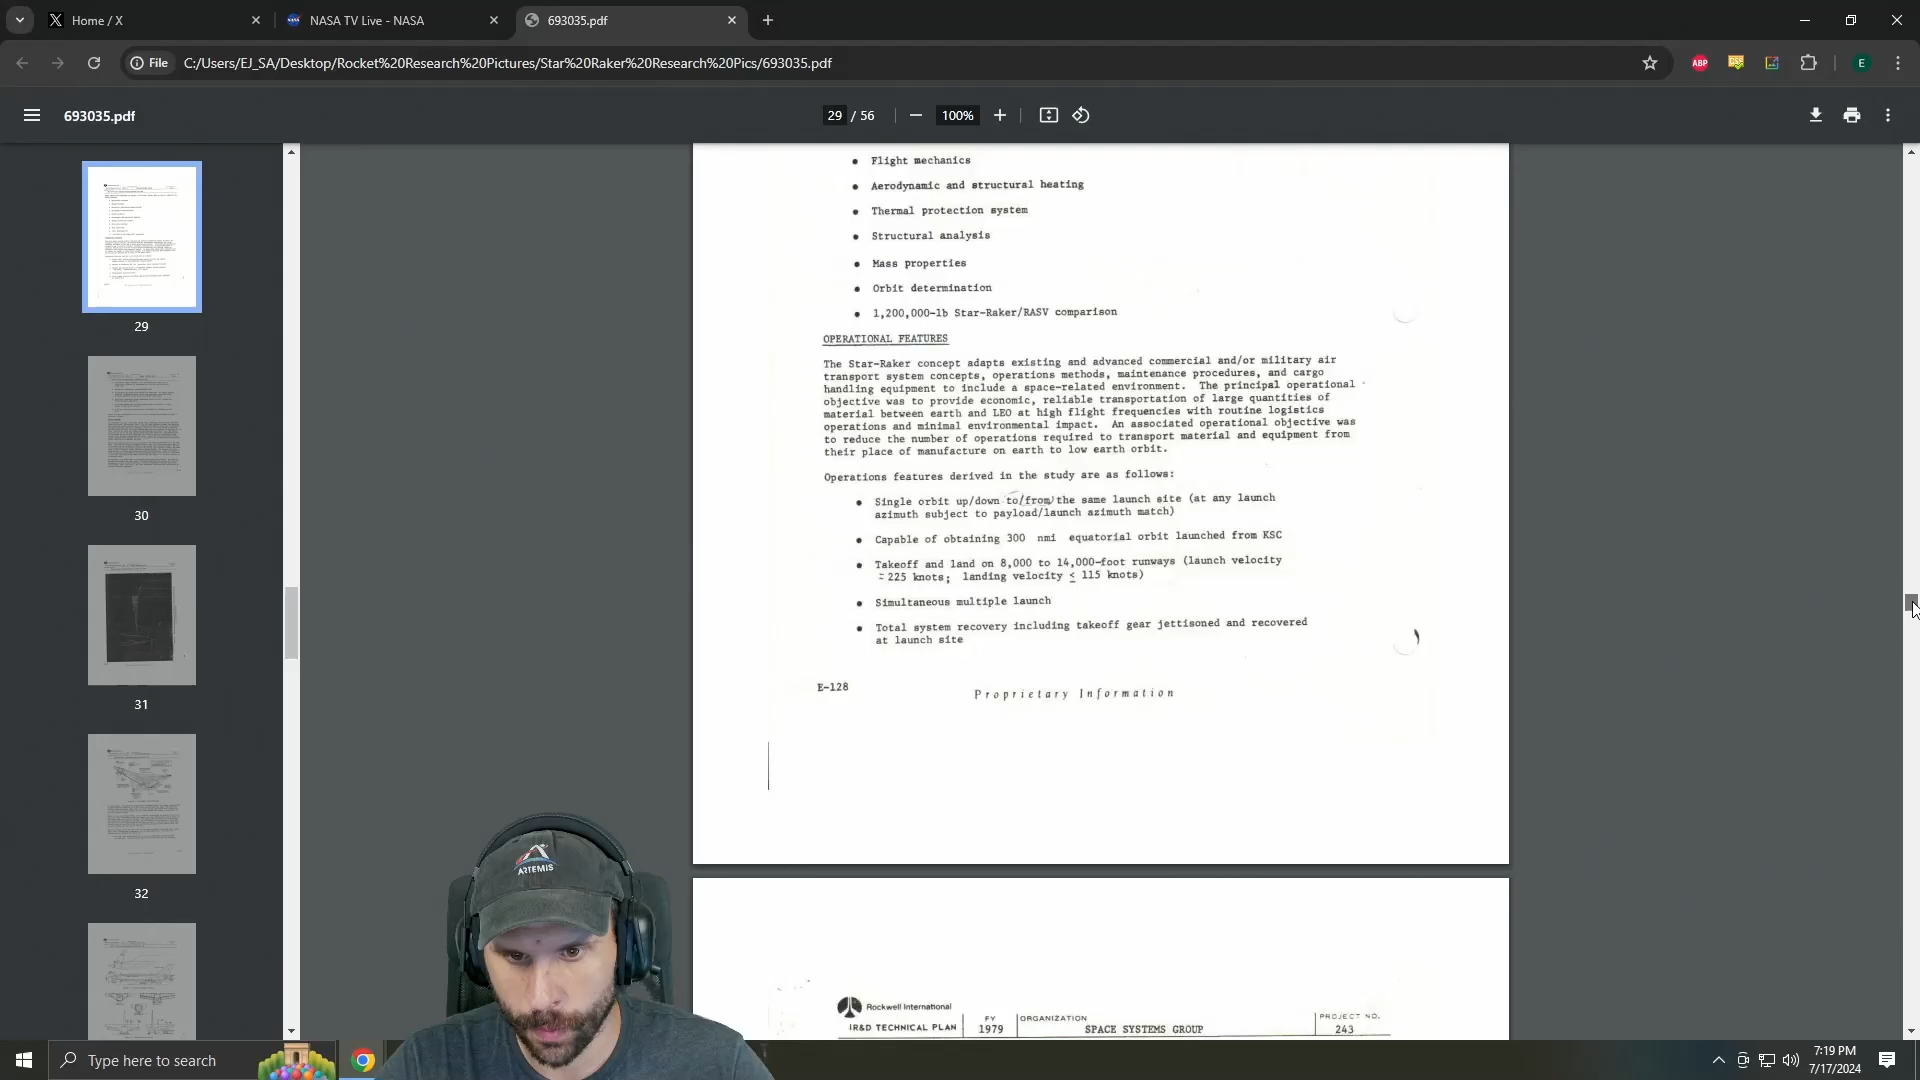 Home / X
NASA TV Live - NASA
693035.pdf
File
C:/Users/EJ_SA/Desktop/Rocket%20Research%20Pictures/Star%20Raker%20Research%20Pics/693035.pdf
ABP
E
693035.pdf
29 / 56
100%
29
30
31
32
• Flight mechanics
• Aerodynamic and structural heating
• Thermal protection system
• Structural analysis
• Mass properties
• Orbit determination
• 1,200,000-lb Star-Raker/RASV comparison
OPERATIONAL FEATURES
The Star-Raker concept adapts existing and advanced commercial and/or military air
transport system concepts, operations methods, maintenance procedures, and cargo
handling equipment to include a space-related environment. The principal operational
objective was to provide economic, reliable transportation of large quantities of
material between earth and LEO at high flight frequencies with routine logistics
operations and minimal environmental impact. An associated operational objective was
to reduce the number of operations required to transport material and equipment from
their place of manufacture on earth to low earth orbit.
Operations features derived in the study are as follows:
• Single orbit up/down to/from the same launch site (at any launch
azimuth subject to payload/launch azimuth match)
• Capable of obtaining 300 nmi equatorial orbit launched from KSC
• Takeoff and land on 8,000 to 14,000-foot runways (launch velocity
= 225 knots; landing velocity ≤ 115 knots)
• Simultaneous multiple launch
• Total system recovery including takeoff gear jettisoned and recovered
at launch site
E-128
Proprietary Information
Rockwell International
IR&D TECHNICAL PLAN
FY
1979
ORGANIZATION
SPACE SYSTEMS GROUP
PROJECT NO.
243
ARTEMIS
Type here to search
7:19 PM
7/17/2024